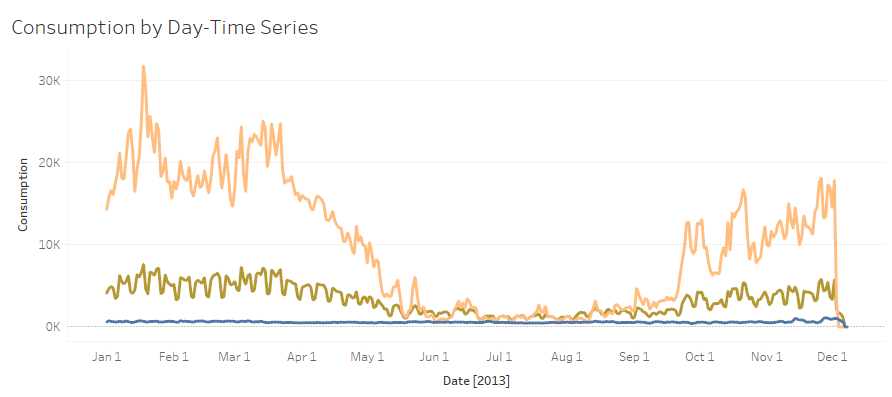 Consumption by Day-Time Series
30K
20K
10K
0K
Consumption
Jan 1 Feb 1 Mar 1 Apr 1 May 1 Jun 1 Jul 1 Aug 1 Sep 1 Oct 1 Nov 1 Dec 1
Date [2013]